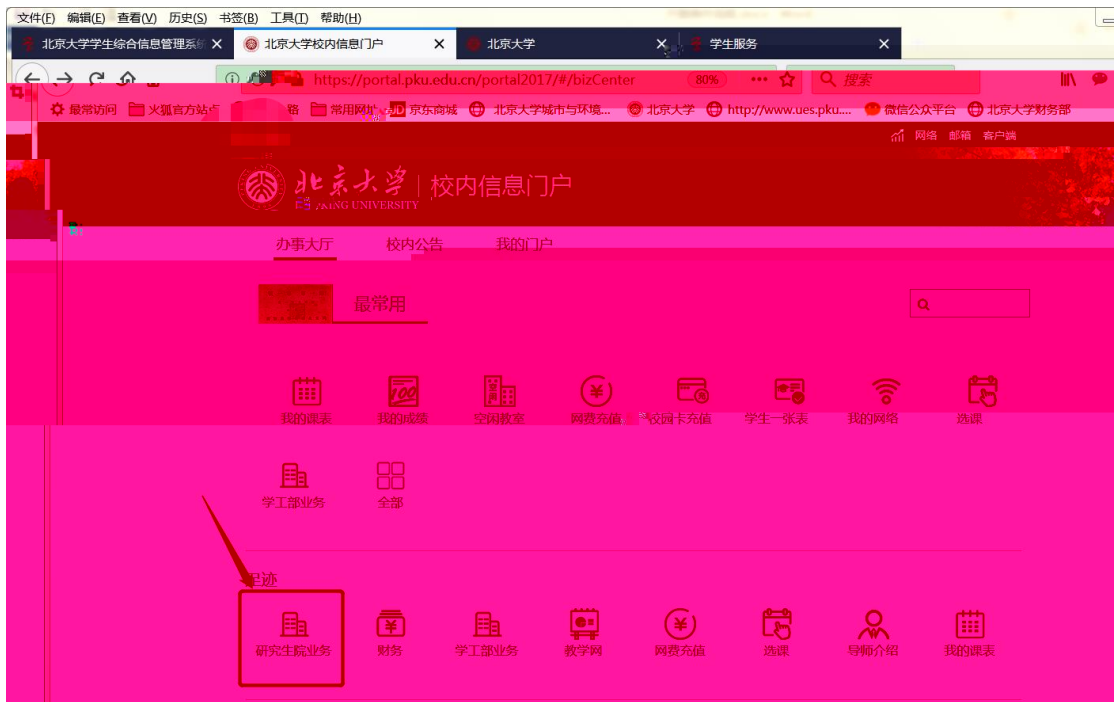 文件(F) 编辑(E) 查看(V) 历史(S) 书签(B) 工具(T) 帮助(H)
北京大学学生综合信息管理系统 北京大学校内信息门户 北京大学 学生服务
https://portal.pku.edu.cn/portal2017/#/bizCenter 80% 搜索
最常访问 火狐官方站点 常用网址 京东商城 北京大学城市与环境... 北京大学 http://www.ues.pku.... 微信公众平台 北京大学财务部
网络 邮箱 客户端
北京大学 校内信息门户
UNIVERSITY
办事大厅 校内公告 我的门户
最常用
我的课表 我的成绩 空闲教室 网费充值 校园卡充值 学生一张表 我的网络 选课
学工部业务 全部
足迹
研究生院业务 财务 学工部业务 教学网 网费充值 选课 导师介绍 我的课表